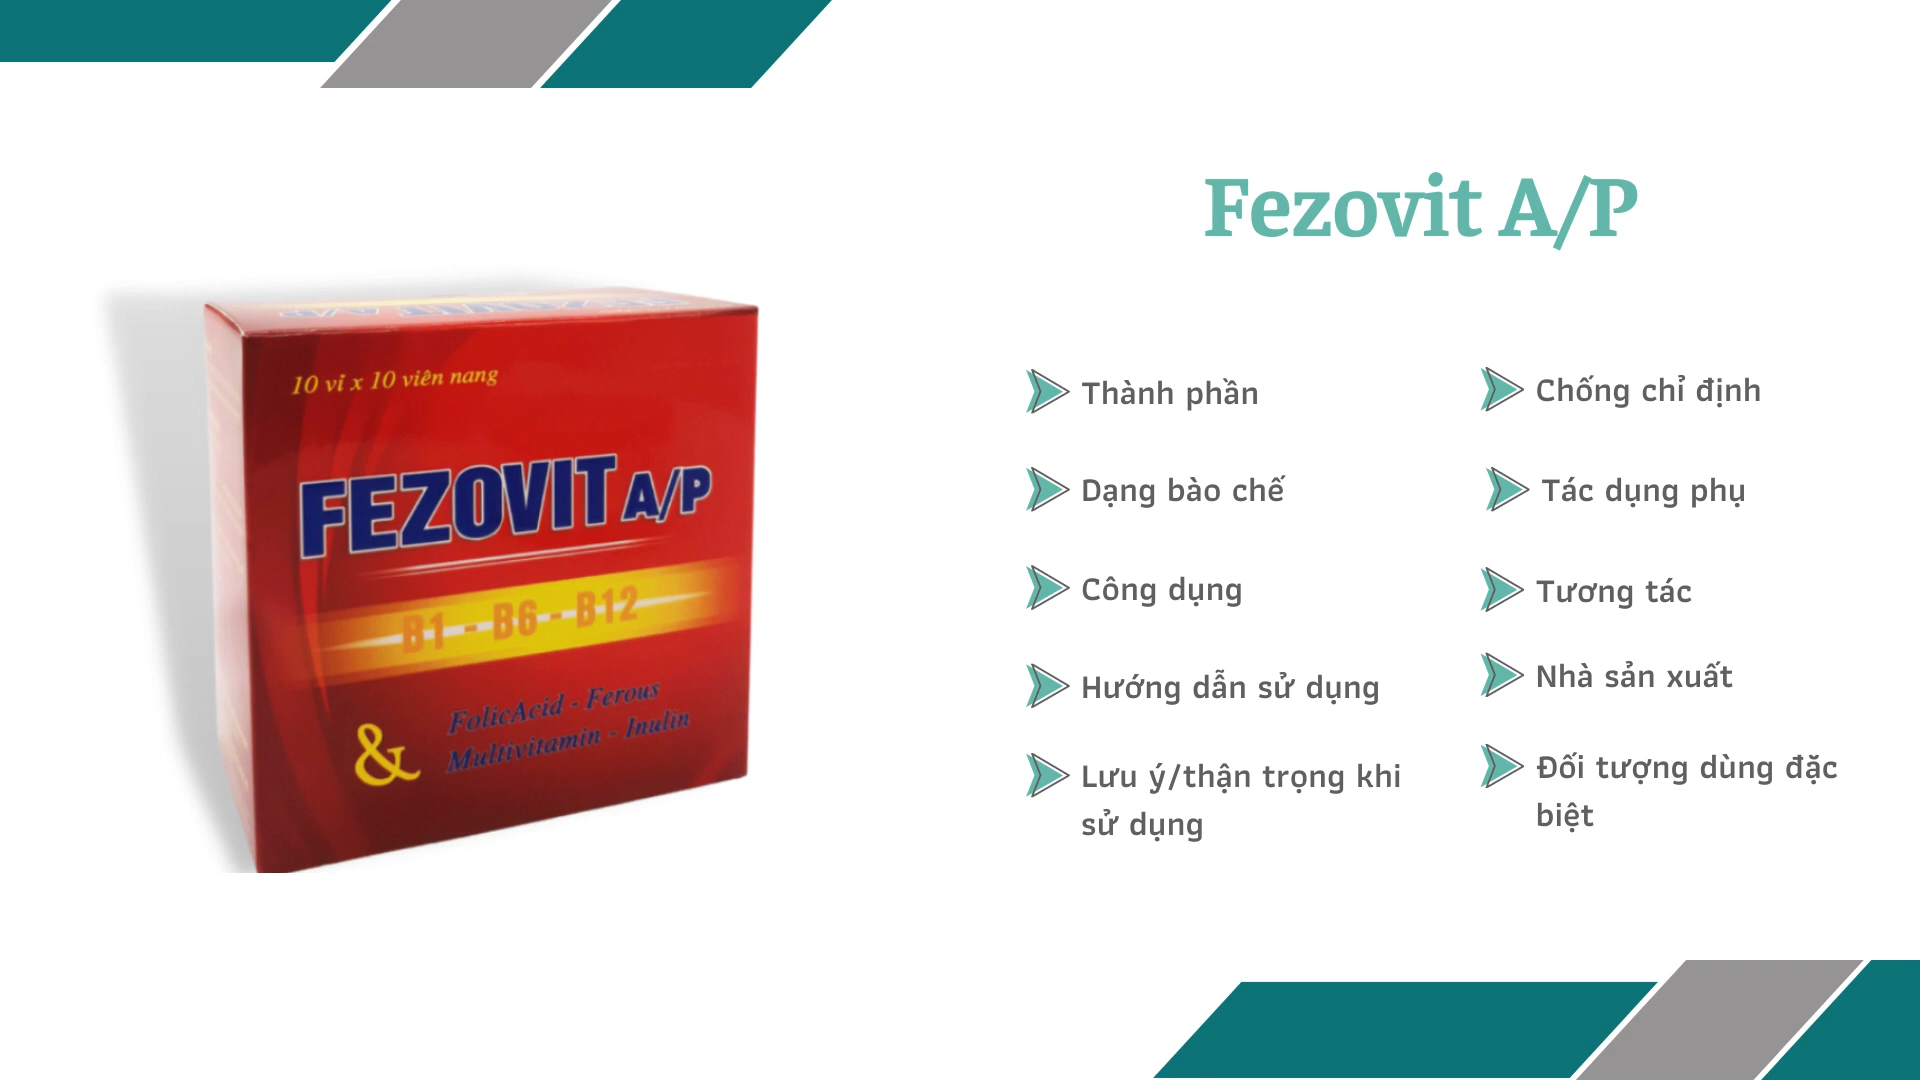 Fezovit A/P
10 vỉ x 10 viên nang
FEZOVIT A/P
B1 - B6 - B12
& FolicAcid - Ferous
Multivitamin - Inulin
Thành phần
Dạng bào chế
Công dụng
Hướng dẫn sử dụng
Lưu ý/thận trọng khi
sử dụng
Chống chỉ định
Tác dụng phụ
Tương tác
Nhà sản xuất
Đối tượng dùng đặc
biệt